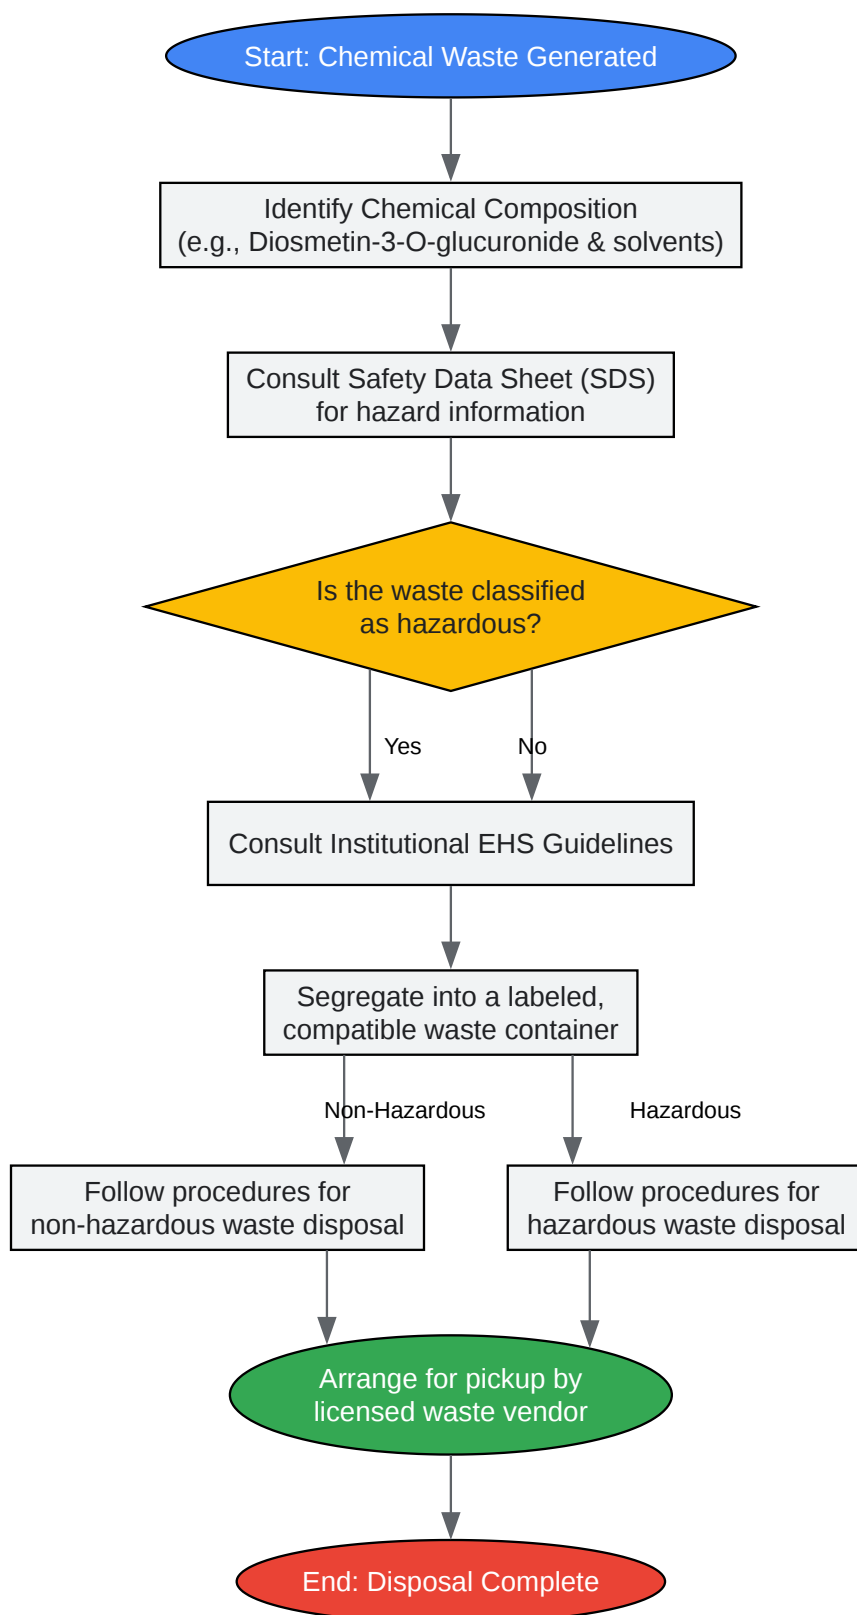 Start: Chemical Waste Generated
Identify Chemical Composition
(e.g., Diosmetin-3-O-glucuronide & solvents)
Consult Safety Data Sheet (SDS)
for hazard information
Is the waste classified
as hazardous?
Yes
No
Consult Institutional EHS Guidelines
Segregate into a labeled,
compatible waste container
Non-Hazardous
Hazardous
Follow procedures for
non-hazardous waste disposal
Follow procedures for
hazardous waste disposal
Arrange for pickup by
licensed waste vendor
End: Disposal Complete